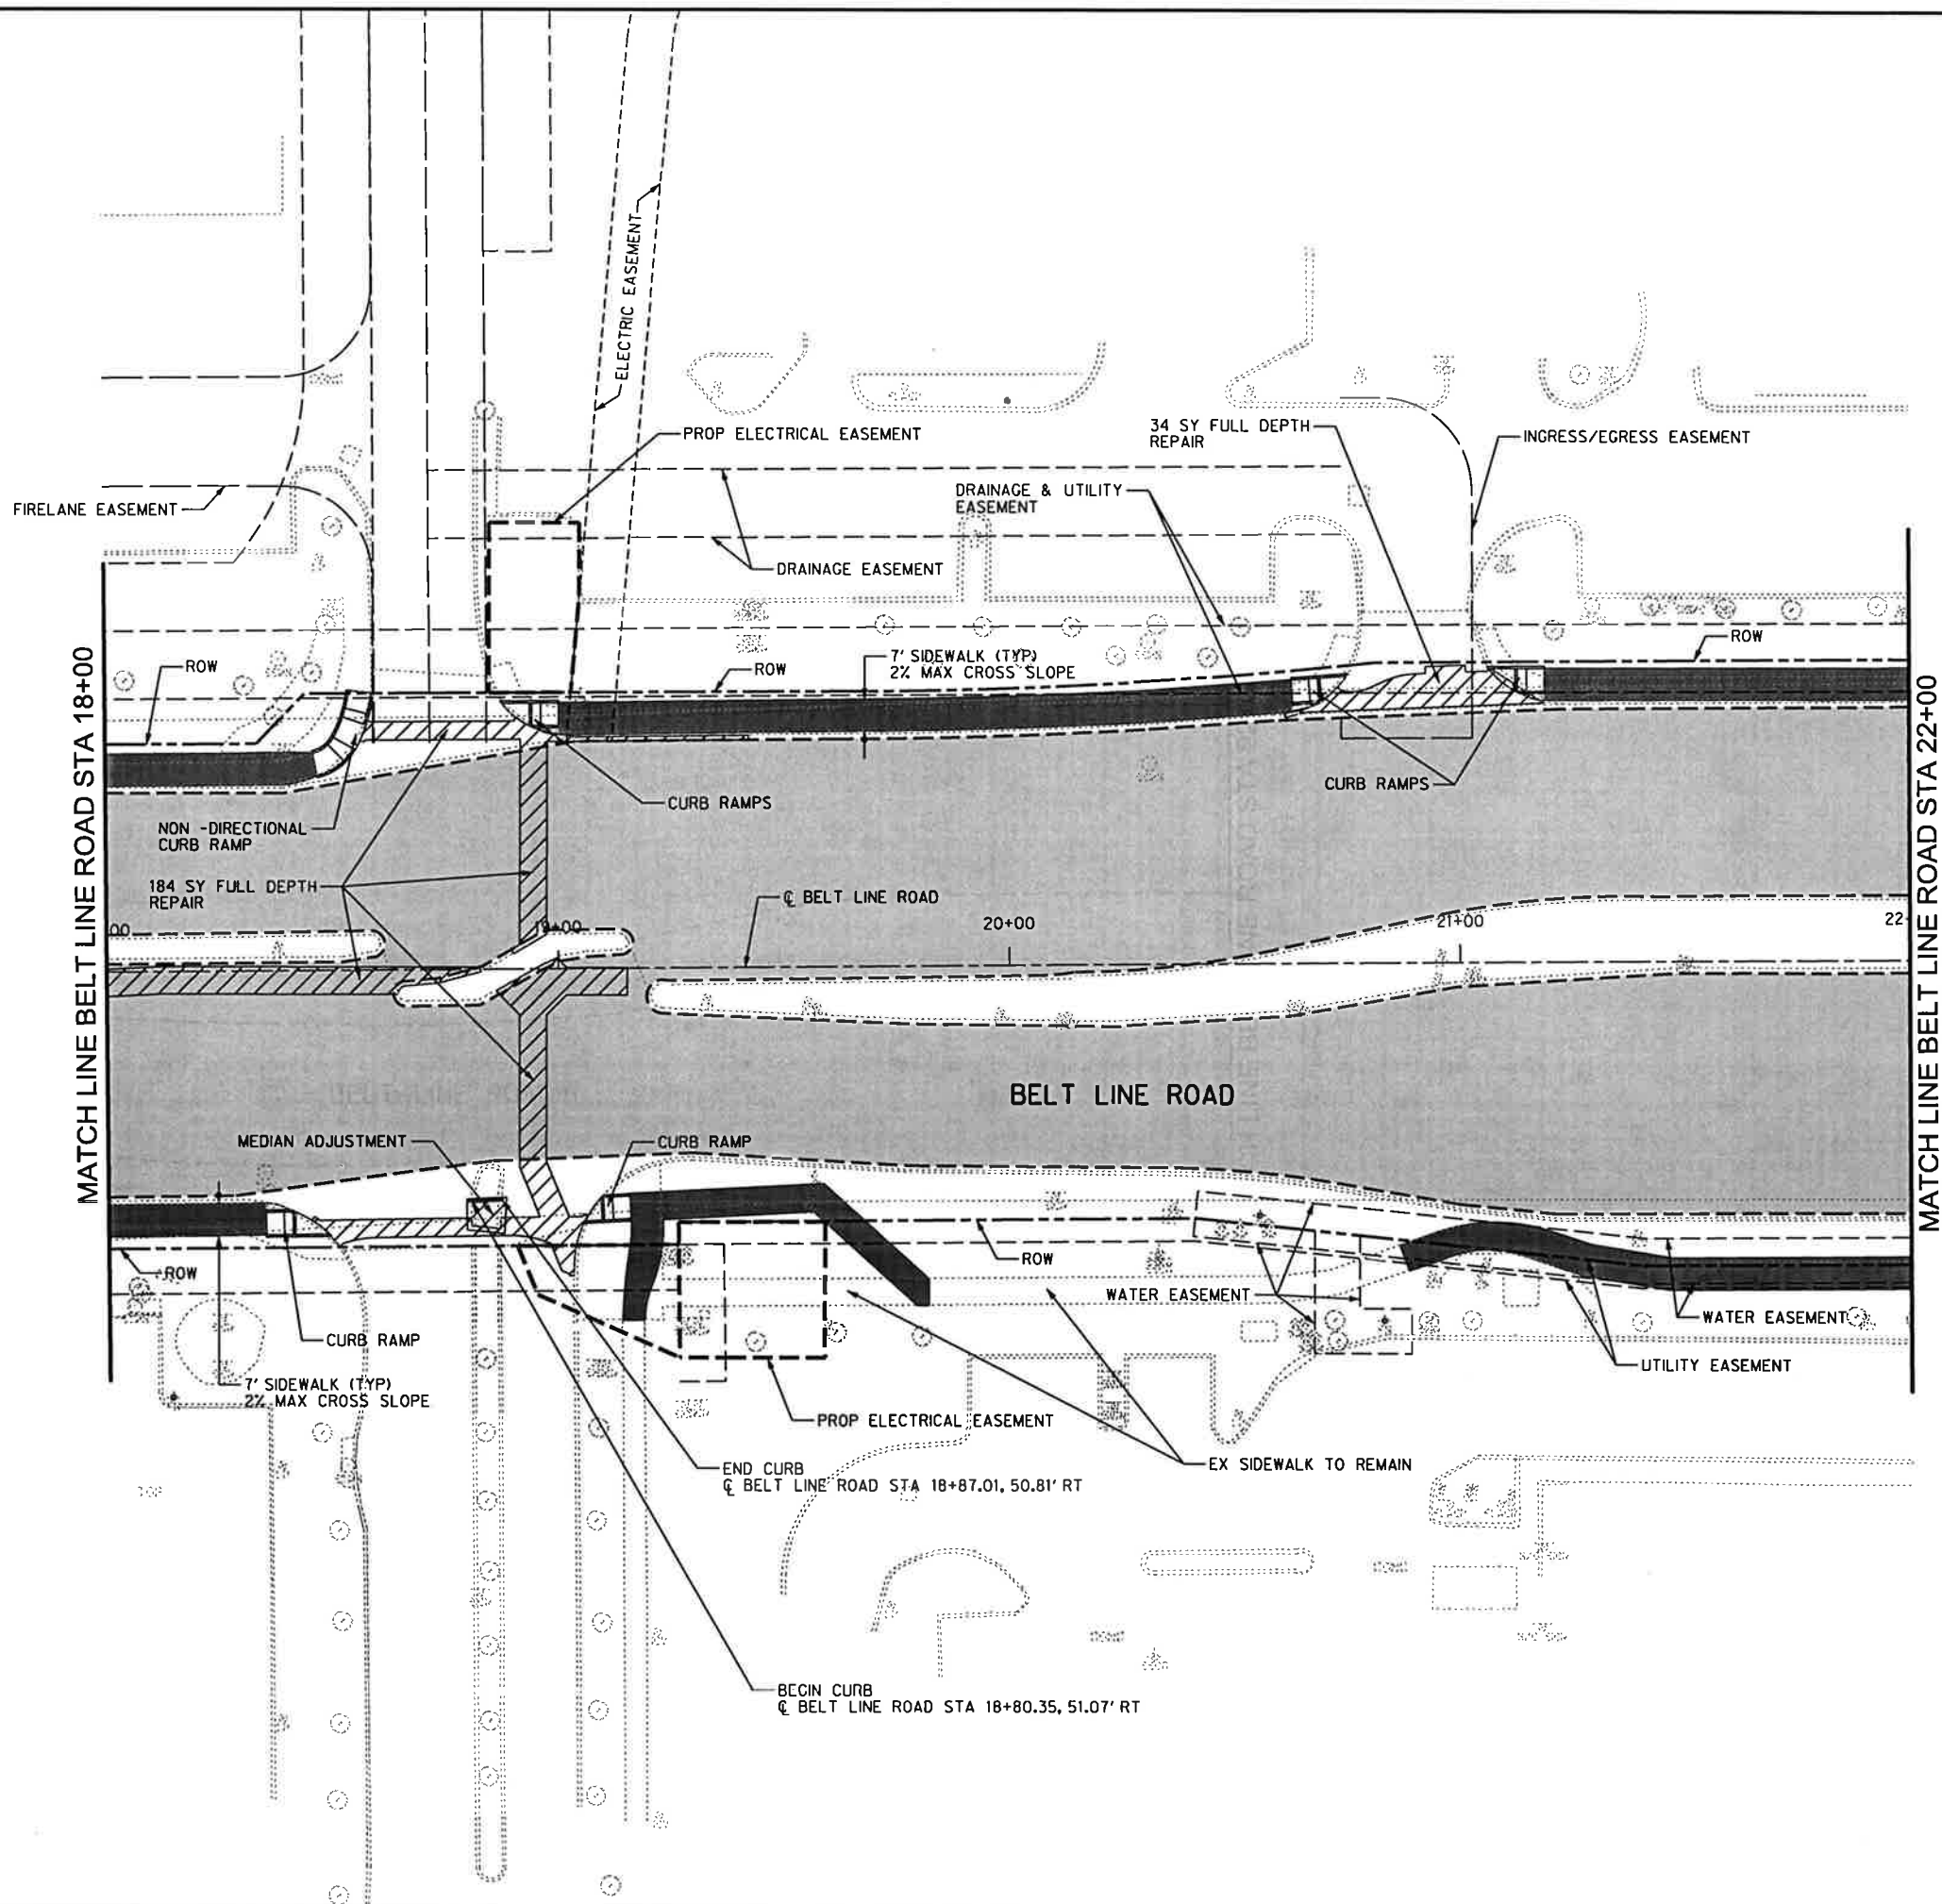 ELECTRIC EASEMENT
PROP ELECTRICAL EASEMENT
34 SY FULL DEPTH
REPAIR
INGRESS/EGRESS EASEMENT
FIRELANE EASEMENT
DRAINAGE & UTILITY
EASEMENT
DRAINAGE EASEMENT
ROW
ROW
7' SIDEWALK (TYP)
2% MAX CROSS SLOPE
ROW
MATCH LINE BELT LINE ROAD STA 18+00
MATCH LINE BELT LINE ROAD STA 22+00
CURB RAMPS
CURB RAMPS
NON -DIRECTIONAL
CURB RAMP
184 SY FULL DEPTH
REPAIR
℄ BELT LINE ROAD
00
19+00
20+00
21+00
22
BELT LINE ROAD
MEDIAN ADJUSTMENT
CURB RAMP
ROW
ROW
WATER EASEMENT
WATER EASEMENT
CURB RAMP
UTILITY EASEMENT
7' SIDEWALK (TYP)
2% MAX CROSS SLOPE
PROP ELECTRICAL EASEMENT
END CURB
℄ BELT LINE ROAD STA 18+87.01, 50.81' RT
EX SIDEWALK TO REMAIN
BEGIN CURB
℄ BELT LINE ROAD STA 18+80.35, 51.07' RT